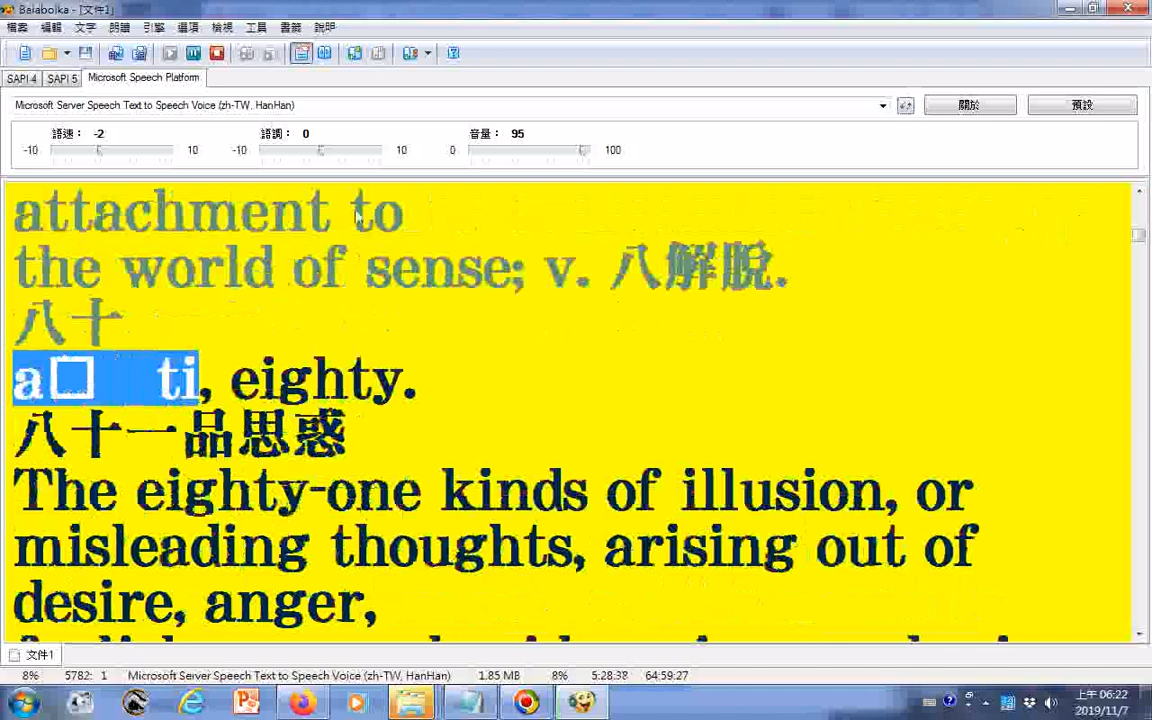 Balabolka - [文件1]
檔案 編輯 文字 朗讀 引擎 選項 檢視 工具 書籤 說明
SAPI 4 SAPI 5 Microsoft Speech Platform
Microsoft Server Speech Text to Speech Voice (zh-TW, HanHan) 關於 預設
語速： -2 語調： 0 音量： 95
-10 10 -10 10 0 100
attachment to
the world of sense; v. 八解脫.
八十
a□ ti, eighty.
八十一品思惑
The eighty-one kinds of illusion, or
misleading thoughts, arising out of
desire, anger,
文件1
8% 5782: 1 Microsoft Server Speech Text to Speech Voice (zh-TW, HanHan) 1.85 MB 8% 5:28:38 64:59:27
上午 06:22
2019/11/7